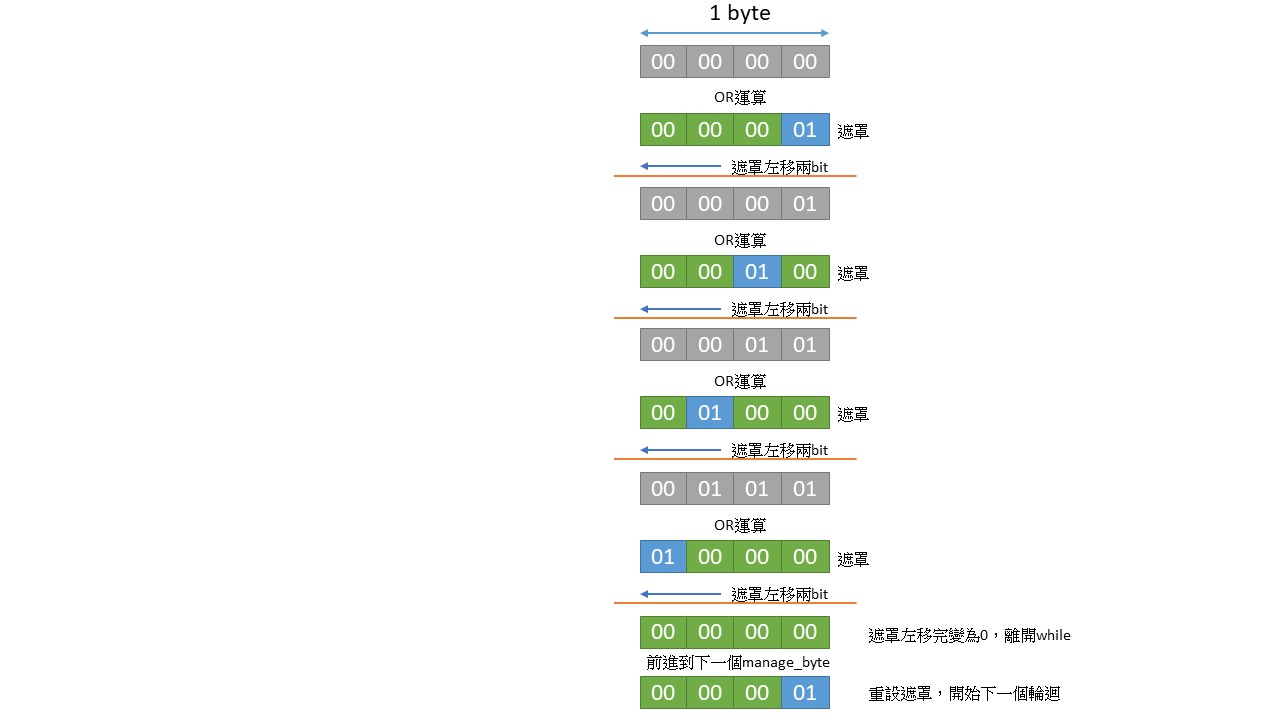 1 byte
00 00 00 00
OR運算
00 00 00 01 遮罩
遮罩左移兩bit
00 00 00 01
OR運算
00 00 01 00 遮罩
遮罩左移兩bit
00 00 01 01
OR運算
00 01 00 00 遮罩
遮罩左移兩bit
00 01 01 01
OR運算
01 00 00 00 遮罩
遮罩左移兩bit
00 00 00 00 遮罩左移完變為0，離開while
前進到下一個manage_byte
00 00 00 01 重設遮罩，開始下一個輪迴